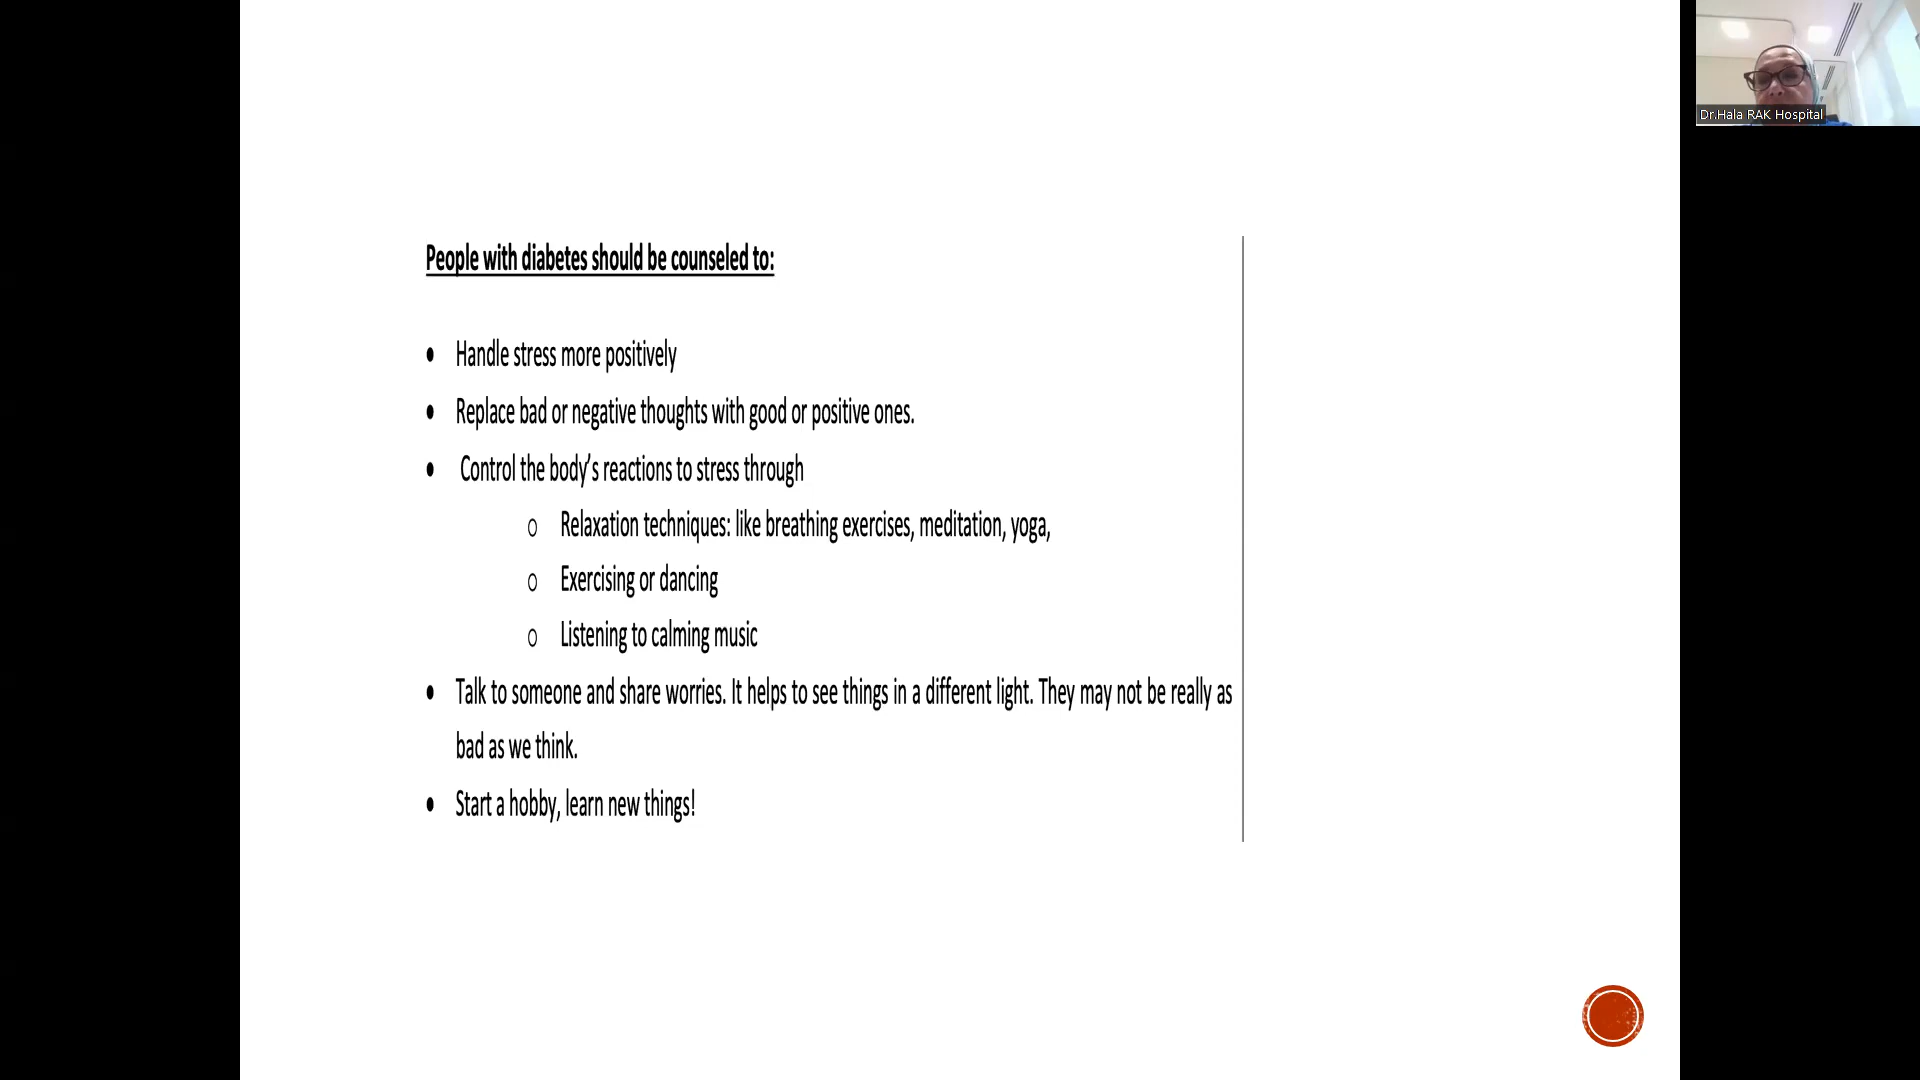 Dr.Hala RAK Hospital
People with diabetes should be counseled to:
• Handle stress more positively
• Replace bad or negative thoughts with good or positive ones.
• Control the body’s reactions to stress through
o Relaxation techniques: like breathing exercises, meditation, yoga,
o Exercising or dancing
o Listening to calming music
• Talk to someone and share worries. It helps to see things in a different light. They may not be really as
bad as we think.
• Start a hobby, learn new things!